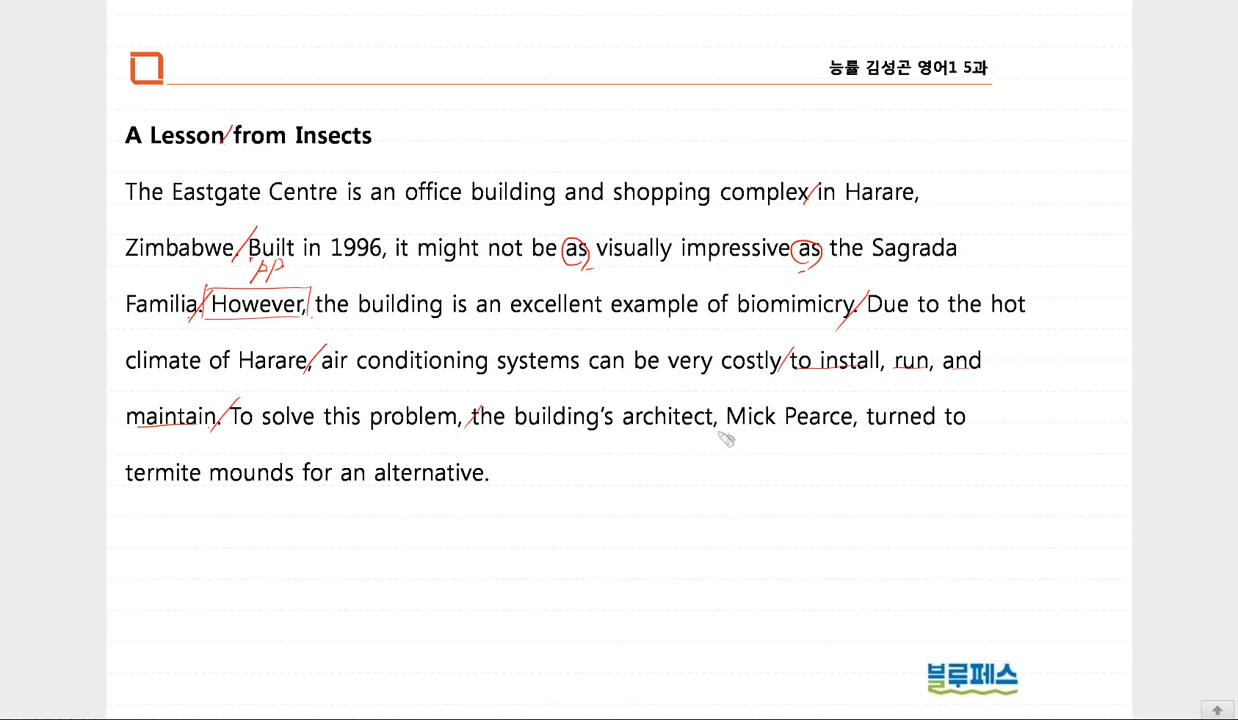 능률 김성곤 영어1 5과
A Lesson from Insects
The Eastgate Centre is an office building and shopping complex in Harare,
Zimbabwe. Built in 1996, it might not be as visually impressive as the Sagrada
pp
Familia. However, the building is an excellent example of biomimicry. Due to the hot
climate of Harare, air conditioning systems can be very costly to install, run, and
maintain. To solve this problem, the building's architect, Mick Pearce, turned to
termite mounds for an alternative.
블루페스